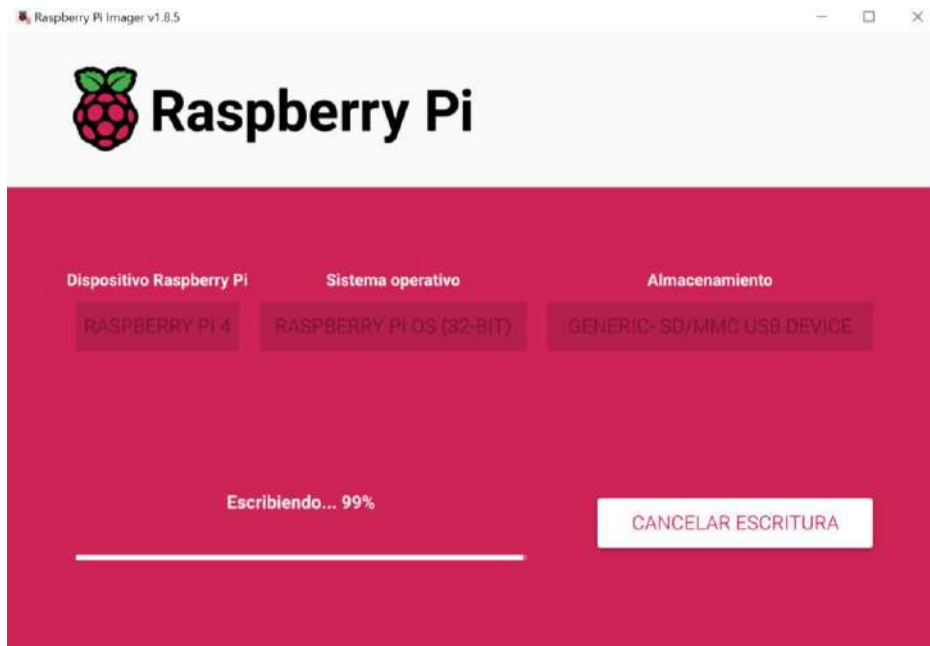 Raspberry Pi Imager v1.8.5
Raspberry Pi
Dispositivo Raspberry Pi
Sistema operativo
Almacenamiento
RASPBERRY PI 4
RASPBERRY PI OS (32-BIT)
GENERIC- SD/MMC USB DEVICE
Escribiendo... 99%
CANCELAR ESCRITURA